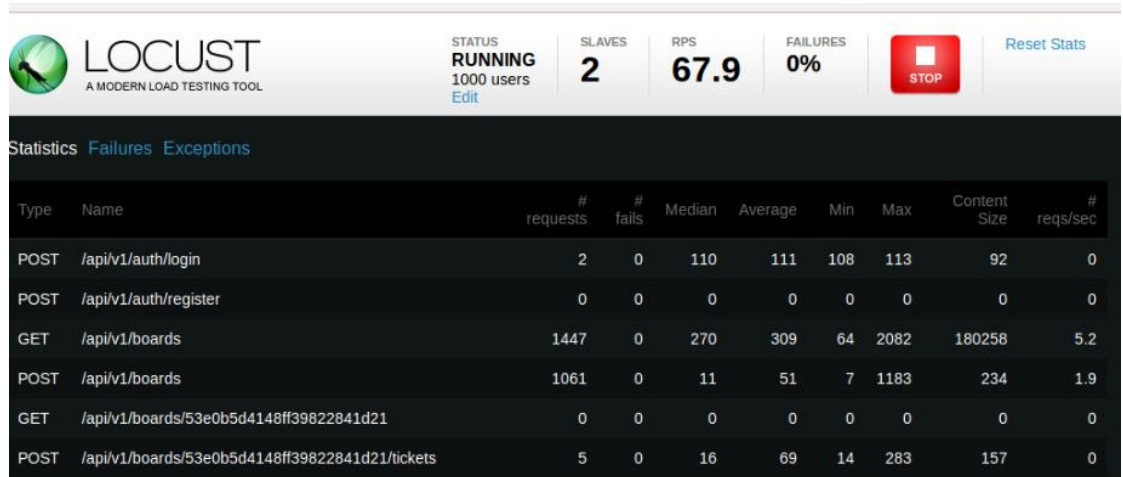 LOCUST
A MODERN LOAD TESTING TOOL
STATUS
RUNNING
1000 users
Edit
SLAVES
2
RPS
67.9
FAILURES
0%
STOP
Reset Stats
Statistics Failures Exceptions
Type Name # requests # fails Median Average Min Max Content Size # reqs/sec
POST /api/v1/auth/login 2 0 110 111 108 113 92 0
POST /api/v1/auth/register 0 0 0 0 0 0 0 0
GET /api/v1/boards 1447 0 270 309 64 2082 180258 5.2
POST /api/v1/boards 1061 0 11 51 7 1183 234 1.9
GET /api/v1/boards/53e0b5d4148ff39822841d21 0 0 0 0 0 0 0 0
POST /api/v1/boards/53e0b5d4148ff39822841d21/tickets 5 0 16 69 14 283 157 0